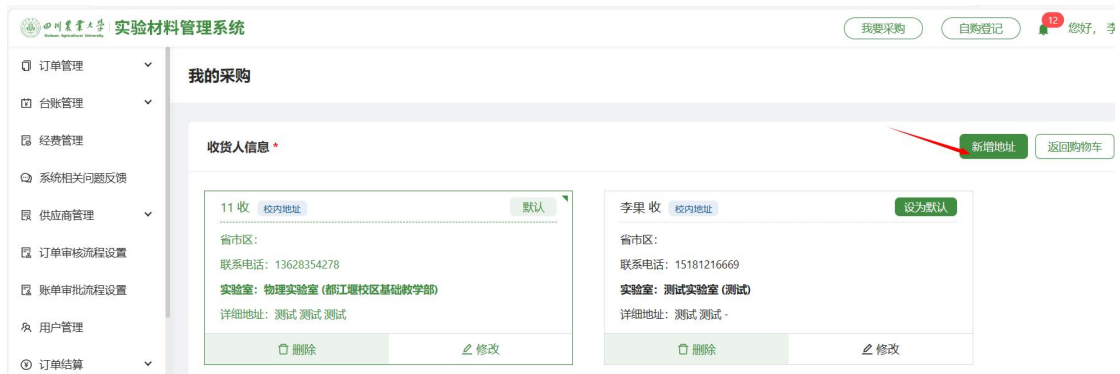 四川农业大学 实验材料管理系统 我要采购 自购登记 12 您好，李
Sichuan Agricultural University
订单管理
台账管理
经费管理
系统相关问题反馈
供应商管理
订单审核流程设置
账单审批流程设置
用户管理
订单结算
我的采购
收货人信息 * 新增地址 返回购物车
11 收 校内地址 默认
省市区：
联系电话：13628354278
实验室：物理实验室 (都江堰校区基础教学部)
详细地址：测试 测试 测试
删除 修改
李果 收 校内地址 设为默认
省市区：
联系电话：15181216669
实验室：测试实验室 (测试)
详细地址：测试 测试 -
删除 修改